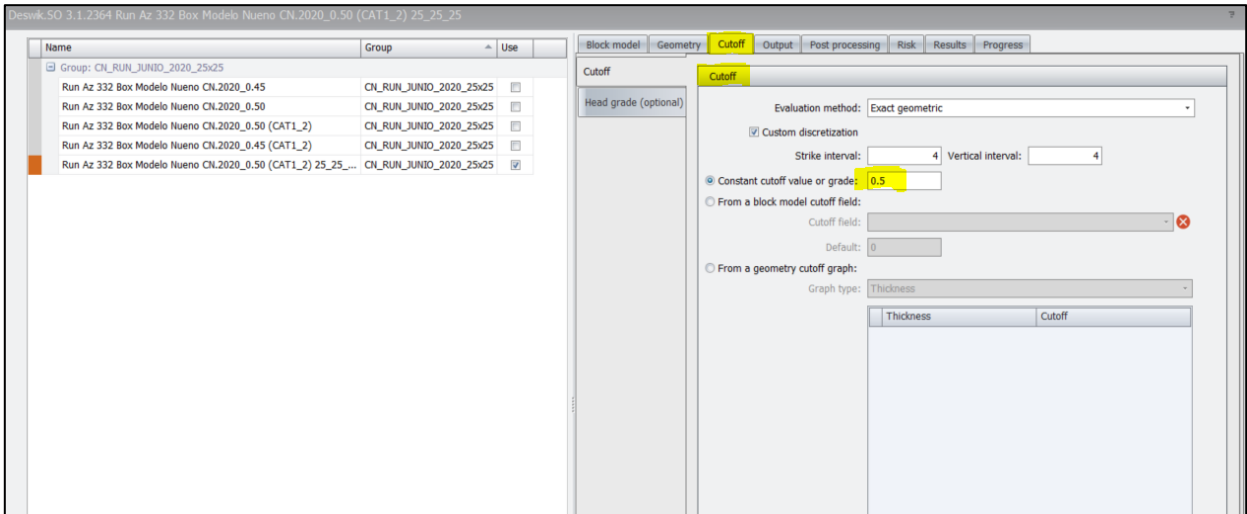 Deswik.SO 3.1.2364 Run Az 332 Box Modelo Nueno CN.2020_0.50 (CAT1_2) 25_25_25
?
Name Group Use
Group: CN_RUN_JUNIO_2020_25x25
Run Az 332 Box Modelo Nueno CN.2020_0.45 CN_RUN_JUNIO_2020_25x25
Run Az 332 Box Modelo Nueno CN.2020_0.50 CN_RUN_JUNIO_2020_25x25
Run Az 332 Box Modelo Nueno CN.2020_0.50 (CAT1_2) CN_RUN_JUNIO_2020_25x25
Run Az 332 Box Modelo Nueno CN.2020_0.45 (CAT1_2) CN_RUN_JUNIO_2020_25x25
Run Az 332 Box Modelo Nueno CN.2020_0.50 (CAT1_2) 25_25_... CN_RUN_JUNIO_2020_25x25
Block model Geometry Cutoff Output Post processing Risk Results Progress
Cutoff
Head grade (optional)
Cutoff
Evaluation method: Exact geometric
Custom discretization
Strike interval: 4 Vertical interval: 4
Constant cutoff value or grade: 0.5
From a block model cutoff field:
Cutoff field:
Default: 0
From a geometry cutoff graph:
Graph type: Thickness
Thickness Cutoff